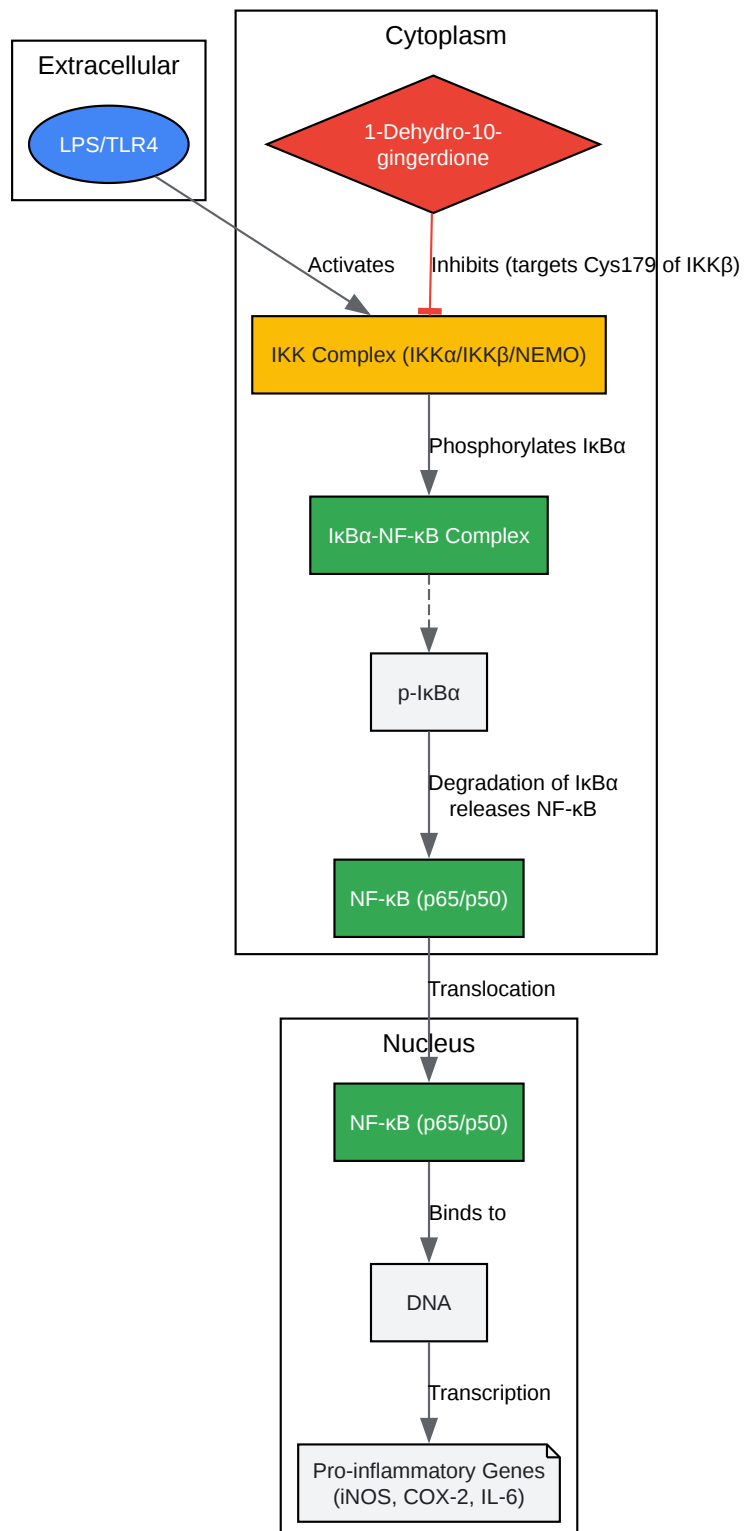 Cytoplasm
Extracellular
1-Dehydro-10-
gingerdione
LPS/TLR4
Activates
Inhibits (targets Cys179 of IKKβ)
IKK Complex (IKKα/IKKβ/NEMO)
Phosphorylates IκBα
IκBα-NF-κB Complex
p-IκBα
Degradation of IκBα
releases NF-κB
NF-κB (p65/p50)
Translocation
Nucleus
NF-κB (p65/p50)
Binds to
DNA
Transcription
Pro-inflammatory Genes
(iNOS, COX-2, IL-6)